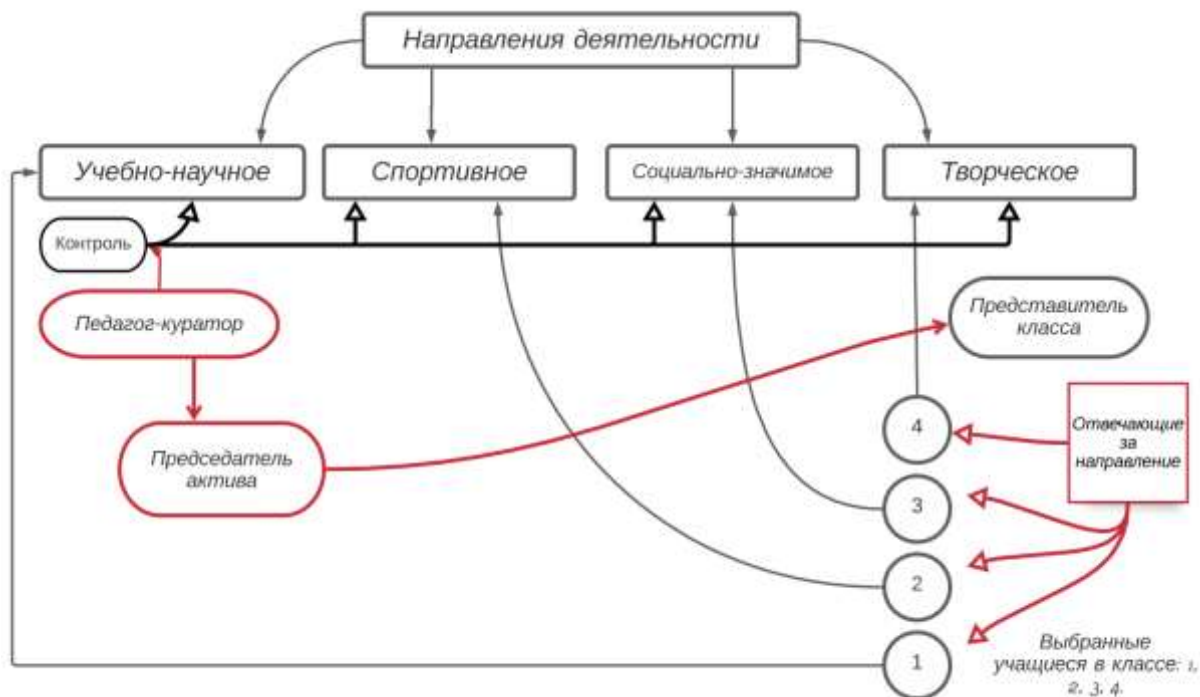 Направления деятельности
Учебно-научное
Спортивное
Социально-значимое
Творческое
Контроль
Педагог-куратор
Представитель
класса
Председатель
актива
4
Отвечающие
за
направление
3
2
1
Выбранные
учащиеся в классе: 1,
2, 3, 4.